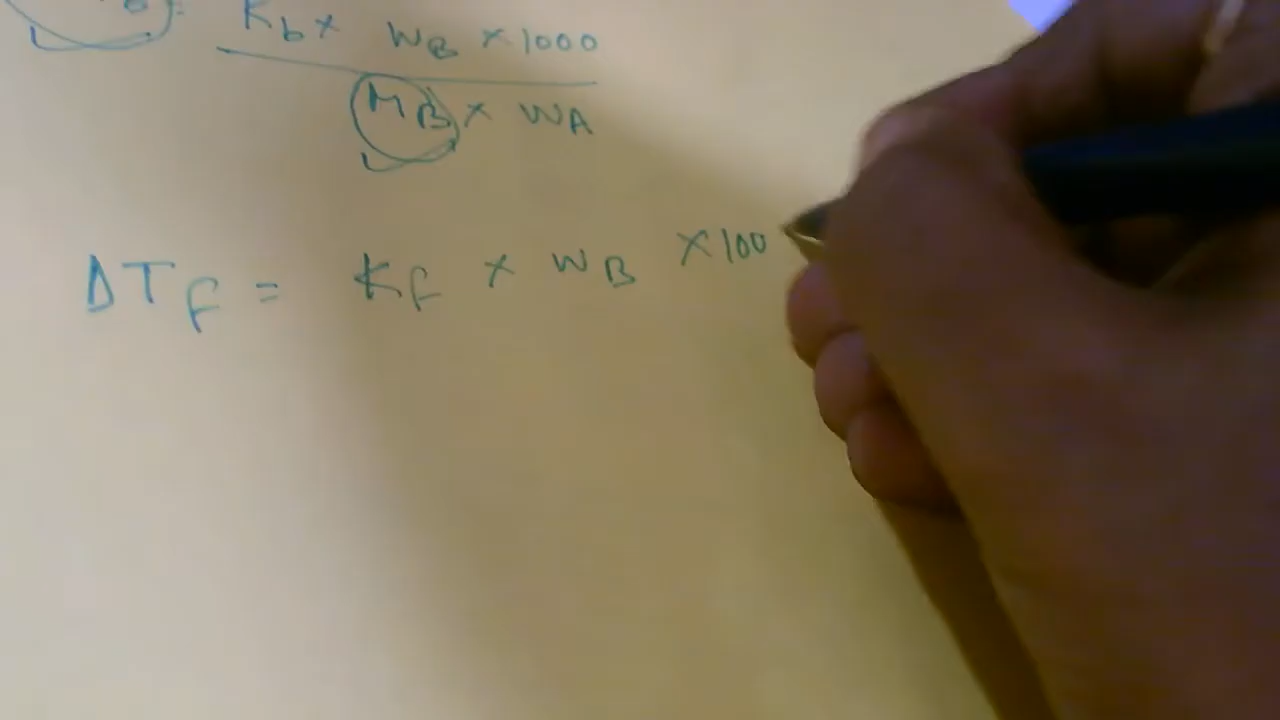 = Kb × WB × 1000
MB × WA
ΔTf = Kf × WB × 100